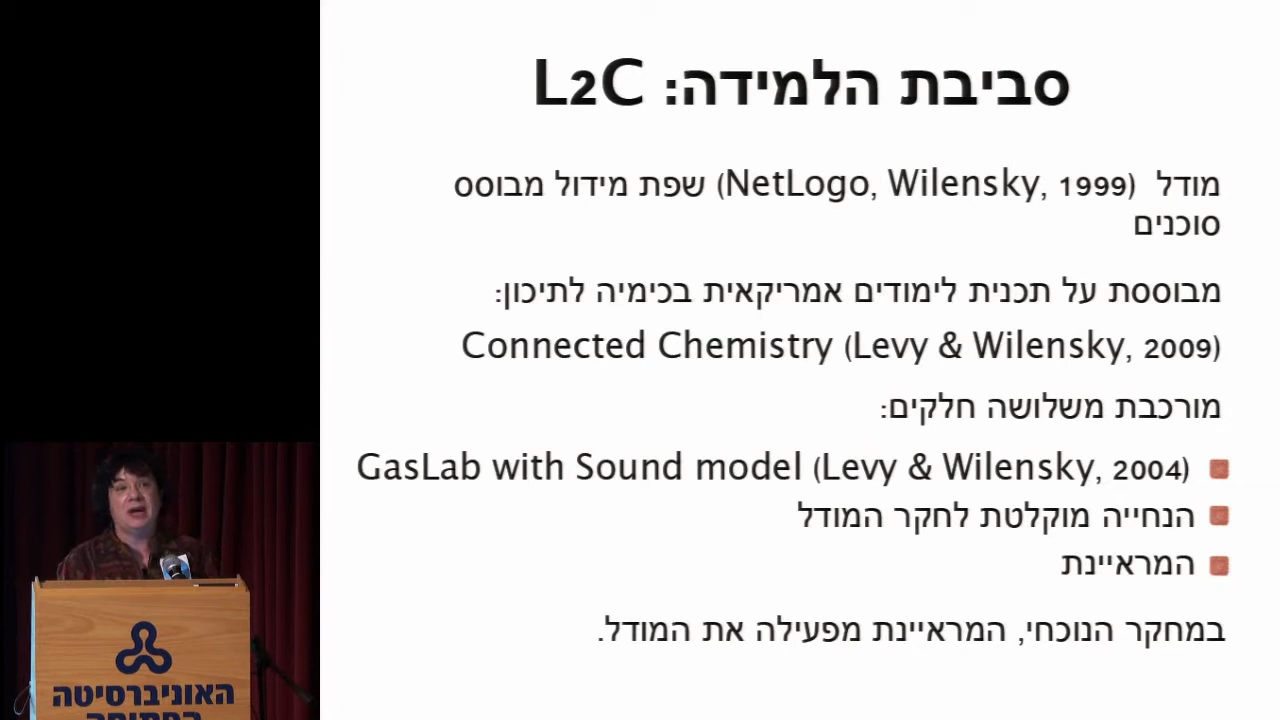 סביבת הלמידה: L2C
מודל (NetLogo, Wilensky, 1999) שפת מידול מבוסס
סוכנים
מבוססת על תכנית לימודים אמריקאית בכימיה לתיכון:
Connected Chemistry (Levy & Wilensky, 2009)
מורכבת משלושה חלקים:
GasLab with Sound model (Levy & Wilensky, 2004)
הנחייה מוקלטת לחקר המודל
המראיינת
במחקר הנוכחי, המראיינת מפעילה את המודל.
האוניברסיטה
הפתוחה